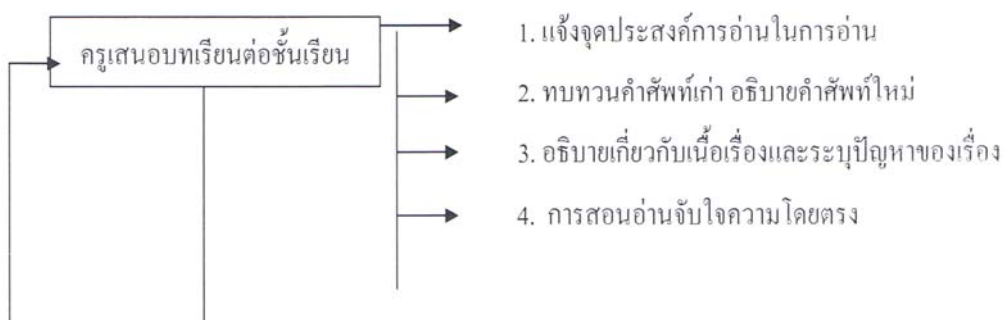 ครูเสนอบทเรียนต่อชั้นเรียน
1. แจ้งจุดประสงค์การอ่านในการอ่าน
2. ทบทวนคำศัพท์เก่า อธิบายคำศัพท์ใหม่
3. อธิบายเกี่ยวกับเนื้อเรื่องและระบุปัญหาของเรื่อง
4. การสอนอ่านจับใจความโดยตรง